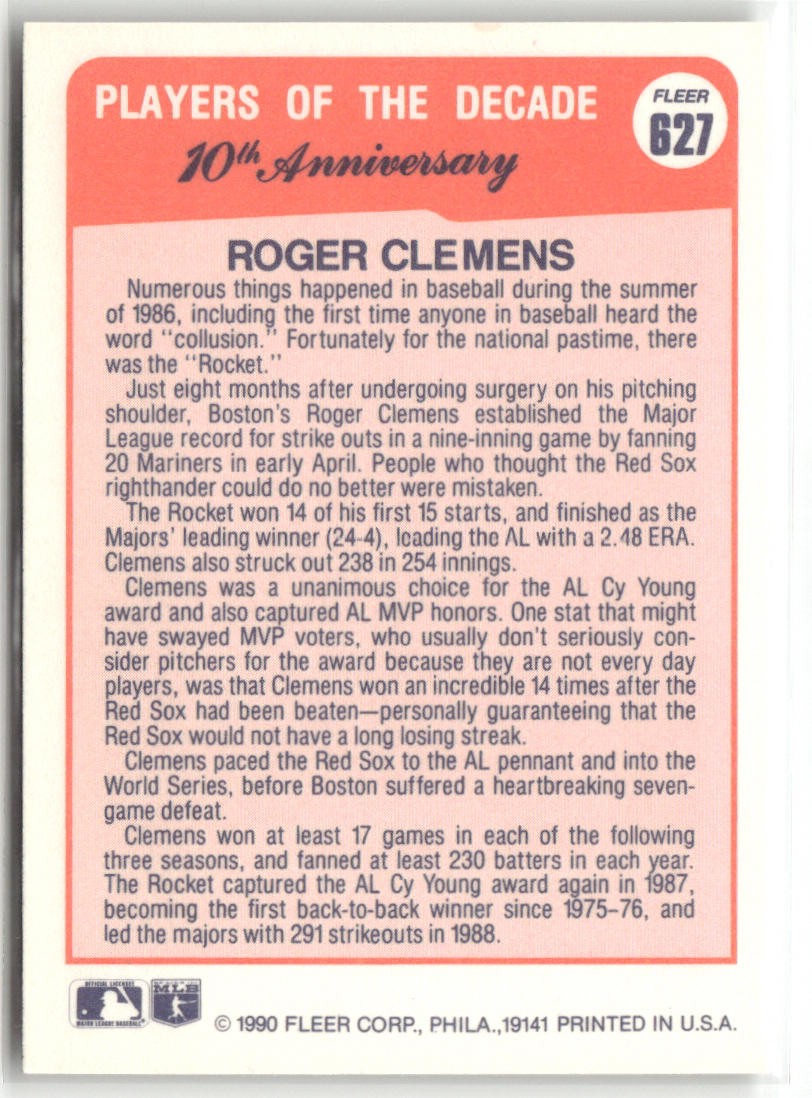 PLAYERS OF THE DECADE
FLEER
627
10th Anniversary
ROGER CLEMENS
Numerous things happened in baseball during the summer
of 1986, including the first time anyone in baseball heard the
word "collusion." Fortunately for the national pastime, there
was the "Rocket."
Just eight months after undergoing surgery on his pitching
shoulder, Boston's Roger Clemens established the Major
League record for strike outs in a nine-inning game by fanning
20 Mariners in early April. People who thought the Red Sox
righthander could do no better were mistaken.
The Rocket won 14 of his first 15 starts, and finished as the
Majors' leading winner (24-4), leading the AL with a 2.48 ERA.
Clemens also struck out 238 in 254 innings.
Clemens was a unanimous choice for the AL Cy Young
award and also captured AL MVP honors. One stat that might
have swayed MVP voters, who usually don't seriously con-
sider pitchers for the award because they are not every day
players, was that Clemens won an incredible 14 times after the
Red Sox had been beaten—personally guaranteeing that the
Red Sox would not have a long losing streak.
Clemens paced the Red Sox to the AL pennant and into the
World Series, before Boston suffered a heartbreaking seven-
game defeat.
Clemens won at least 17 games in each of the following
three seasons, and fanned at least 230 batters in each year.
The Rocket captured the AL Cy Young award again in 1987,
becoming the first back-to-back winner since 1975-76, and
led the majors with 291 strikeouts in 1988.
OFFICIAL LICENSEE
MAJOR LEAGUE BASEBALL
MLB
© 1990 FLEER CORP., PHILA.,19141 PRINTED IN U.S.A.